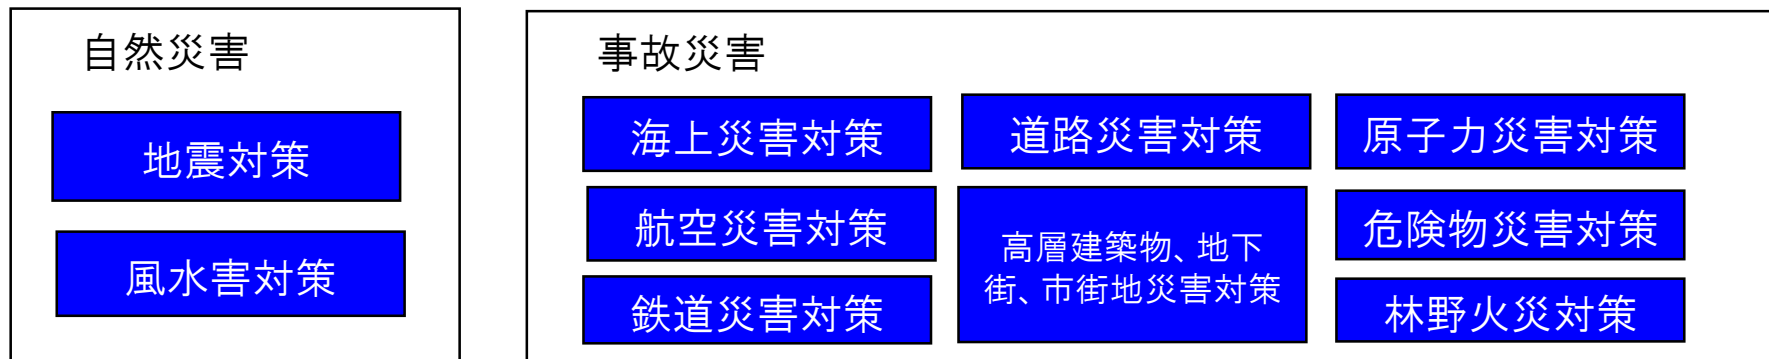 自然災害
地震対策
風水害対策
事故災害
海上災害対策
航空災害対策
鉄道災害対策
道路災害対策
高層建築物、地下
街、市街地災害対策
原子力災害対策
危険物災害対策
林野火災対策